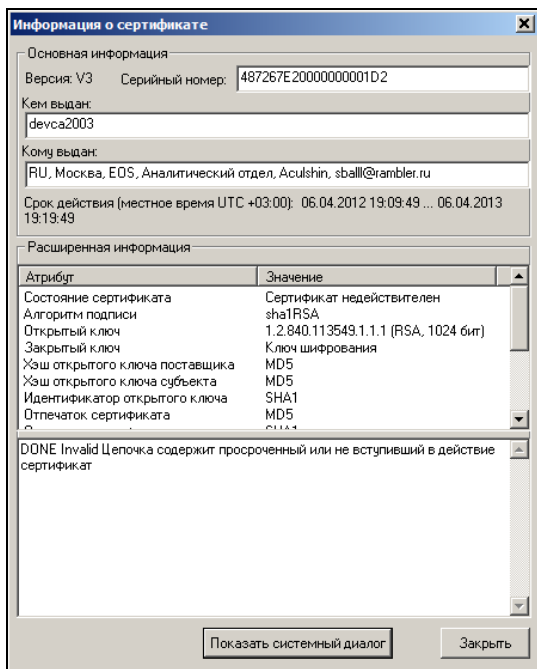 Информация о сертификате
Основная информация
Версия: V3 Серийный номер: 487267E20000000001D2
Кем выдан:
devca2003
Кому выдан:
RU, Москва, EOS, Аналитический отдел, Aculshin, sballl@rambler.ru
Срок действия (местное время UTC +03:00): 06.04.2012 19:09:49 ... 06.04.2013
19:19:49
Расширенная информация
Атрибут Значение
Состояние сертификата Сертификат недействителен
Алгоритм подписи sha1RSA
Открытый ключ 1.2.840.113549.1.1.1 (RSA, 1024 бит)
Закрытый ключ Ключ шифрования
Хэш открытого ключа поставщика MD5
Хэш открытого ключа субъекта MD5
Идентификатор открытого ключа SHA1
Отпечаток сертификата MD5
SHA1
DONE Invalid Цепочка содержит просроченный или не вступивший в действие
сертификат
Показать системный диалог Закрыть